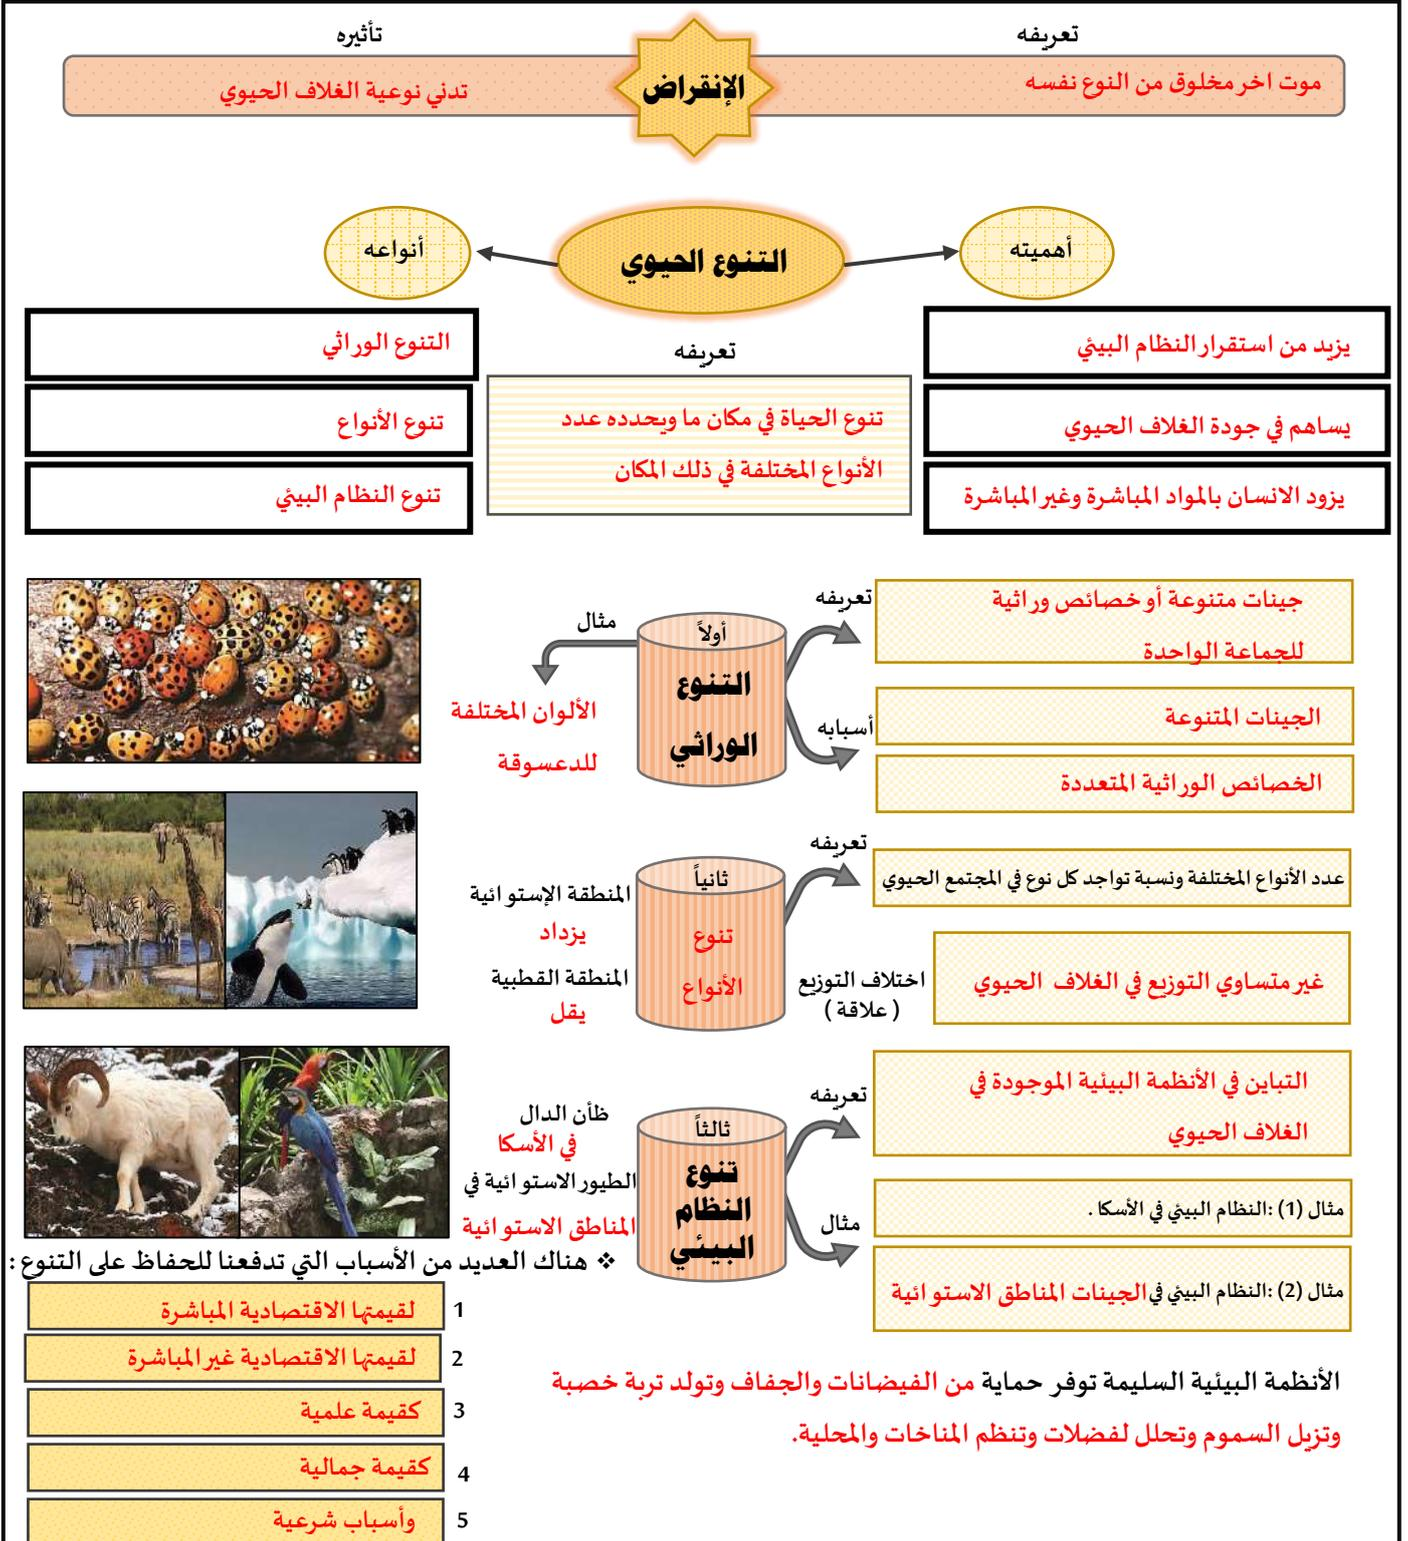 تعريفه
تأثيره
موت اخر مخلوق من النوع نفسه
الإنقراض
تدني نوعية الغلاف الحيوي
أهميته
التنوع الحيوي
أنواعه
يزيد من استقرار النظام البيئي
يساهم في جودة الغلاف الحيوي
يزود الانسان بالمواد المباشرة وغير المباشرة
تعريفه
تنوع الحياة في مكان ما ويحدده عدد
الأنواع المختلفة في ذلك المكان
التنوع الوراثي
تنوع الأنواع
تنوع النظام البيئي
أولاً
التنوع
الوراثي
تعريفه
جينات متنوعة أو خصائص وراثية
للجماعة الواحدة
أسبابه
الجينات المتنوعة
الخصائص الوراثية المتعددة
مثال
الألوان المختلفة
للدعسوقة
ثانياً
تنوع
الأنواع
تعريفه
عدد الأنواع المختلفة ونسبة تواجد كل نوع في المجتمع الحيوي
اختلاف التوزيع
( علاقة )
غير متساوي التوزيع في الغلاف الحيوي
المنطقة الإستوائية
يزداد
المنطقة القطبية
يقل
ثالثاً
تنوع
النظام
البيئي
تعريفه
التباين في الأنظمة البيئية الموجودة في
الغلاف الحيوي
مثال
مثال (1) :النظام البيئي في الأسكا .
مثال (2) :النظام البيئي في الجينات المناطق الاستوائية
ظأن الدال
في الأسكا
الطيور الاستوائية في
المناطق الاستوائية
❖ هناك العديد من الأسباب التي تدفعنا للحفاظ على التنوع :
1 لقيمتها الاقتصادية المباشرة
2 لقيمتها الاقتصادية غير المباشرة
3 كقيمة علمية
4 كقيمة جمالية
5 وأسباب شرعية
الأنظمة البيئية السليمة توفر حماية من الفيضانات والجفاف وتولد تربة خصبة
وتزيل السموم وتحلل لفضلات وتنظم المناخات والمحلية.